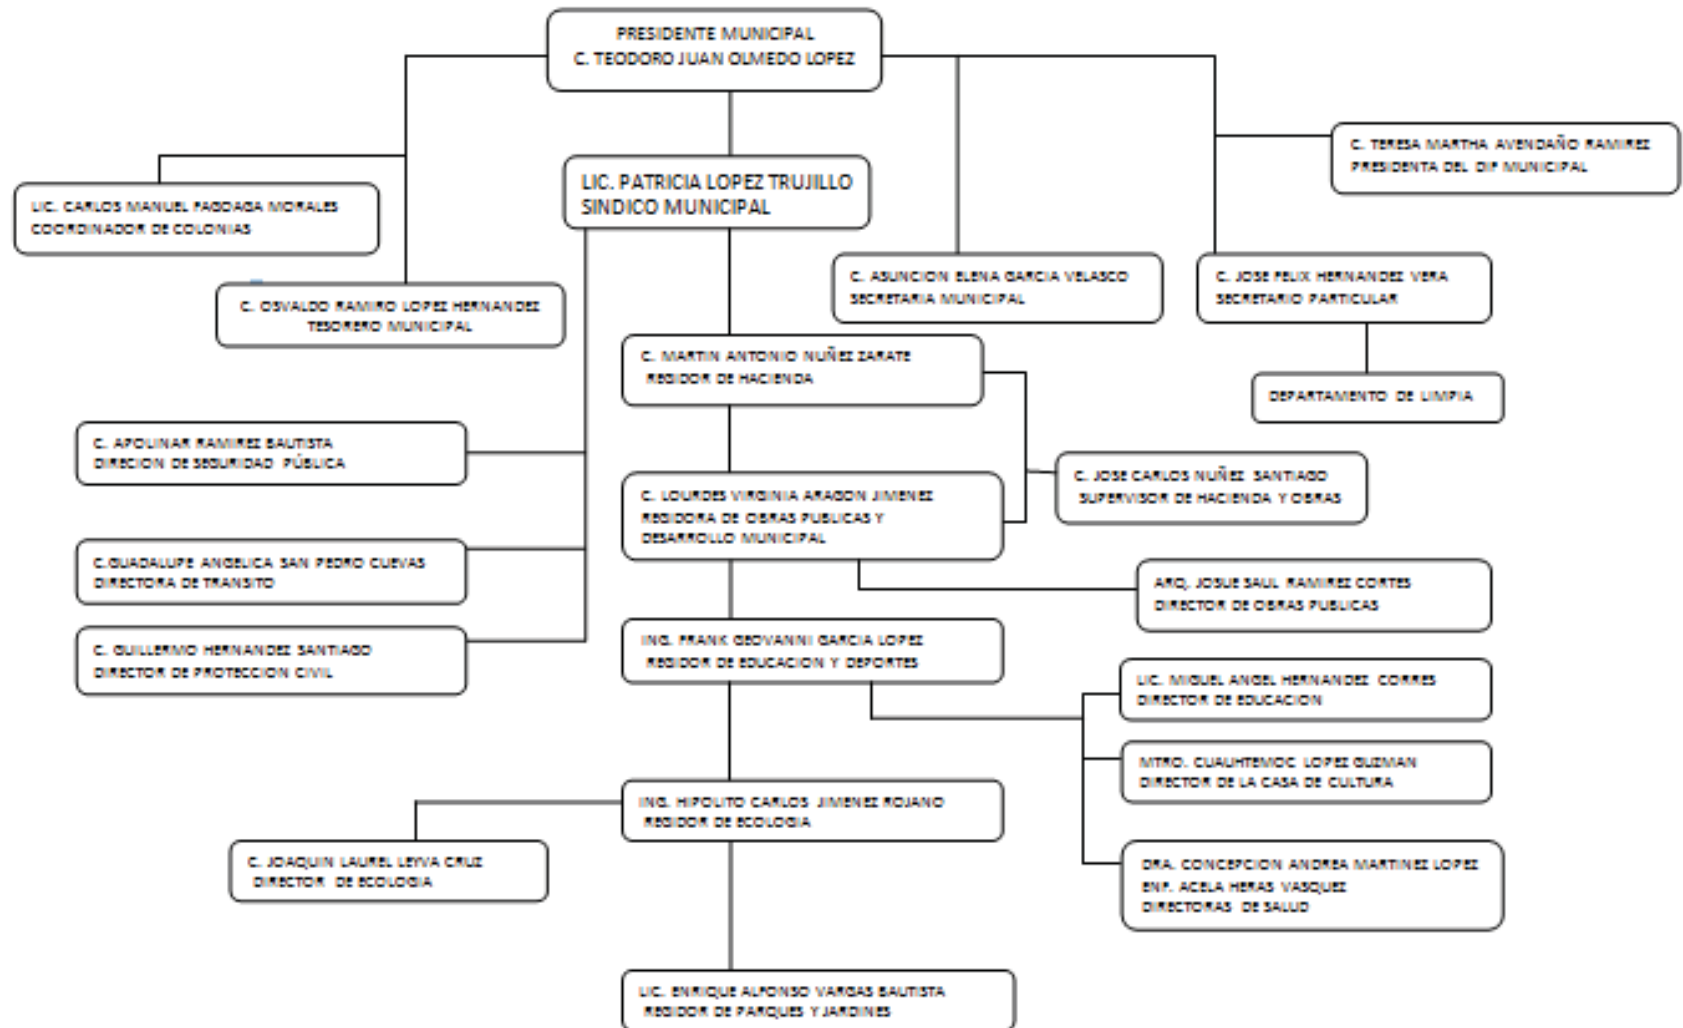 PRESIDENTE MUNICIPAL
C. TEODORO JUAN OLMEDO LOPEZ
C. TERESA MARTHA AVENDAÑO RAMIREZ
PRESIDENTA DEL DIF MUNICIPAL
LIC. PATRICIA LOPEZ TRUJILLO
SINDICO MUNICIPAL
LIC. CARLOS MANUEL FAGOAGA MORALES
COORDINADOR DE COLONIAS
C. ASUNCION ELENA GARCIA VELASCO
SECRETARIA MUNICIPAL
C. JOSE FELIX HERNANDEZ VERA
SECRETARIO PARTICULAR
C. OSVALDO RAMIRO LOPEZ HERNANDEZ
TESORERO MUNICIPAL
C. MARTIN ANTONIO NUÑEZ ZARATE
REGIDOR DE HACIENDA
DEPARTAMENTO DE LIMPIA
C. APOLINAR RAMIREZ BAUTISTA
DIRECION DE SEGURIDAD PÚBLICA
C. JOSE CARLOS NUÑEZ SANTIAGO
SUPERVISOR DE HACIENDA Y OBRAS
C. LOURDES VIRGINIA ARAGON JIMENEZ
REGIDORA DE OBRAS PUBLICAS Y
DESARROLLO MUNICIPAL
C.GUADALUPE ANGELICA SAN PEDRO CUEVAS
DIRECTORA DE TRANSITO
ARQ. JOSUE SAUL RAMIREZ CORTES
DIRECTOR DE OBRAS PUBLICAS
C. GUILLERMO HERNANDEZ SANTIAGO
DIRECTOR DE PROTECCION CIVIL
ING. FRANK GEOVANNI GARCIA LOPEZ
REGIDOR DE EDUCACION Y DEPORTES
LIC. MIGUEL ANGEL HERNANDEZ CORRES
DIRECTOR DE EDUCACION
MTRO. CUAUHTEMOC LOPEZ GUZMAN
DIRECTOR DE LA CASA DE CULTURA
ING. HIPOLITO CARLOS JIMENEZ ROJANO
REGIDOR DE ECOLOGIA
C. JOAQUIN LAUREL LEYVA CRUZ
DIRECTOR DE ECOLOGIA
DRA. CONCEPCION ANDREA MARTINEZ LOPEZ
ENF. ACELA HERAS VASQUEZ
DIRECTORAS DE SALUD
LIC. ENRIQUE ALFONSO VARGAS BAUTISTA
REGIDOR DE PARQUES Y JARDINES